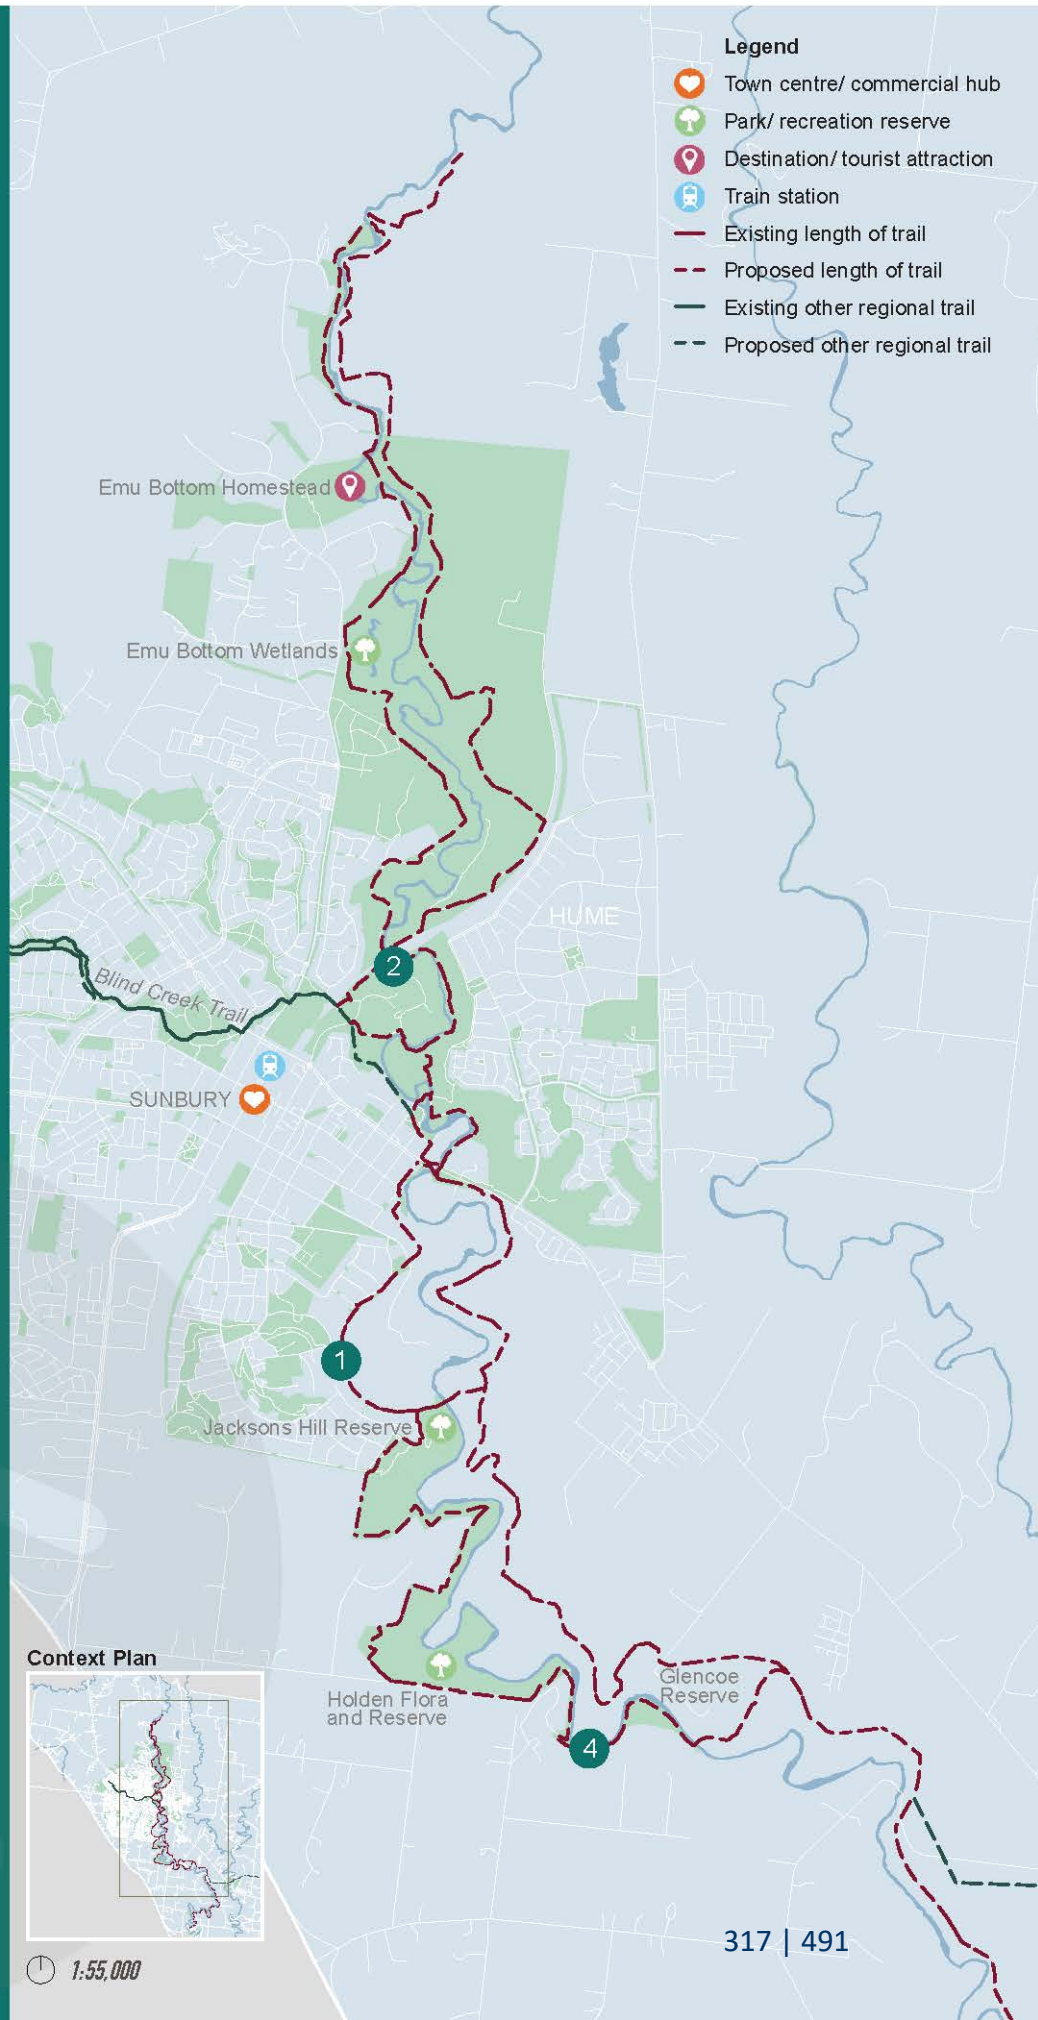 Legend
Town centre/ commercial hub
Park/ recreation reserve
Destination/ tourist attraction
Train station
Existing length of trail
Proposed length of trail
Existing other regional trail
Proposed other regional trail
Emu Bottom Homestead
Emu Bottom Wetlands
HUME
2
Blind Creek Trail
SUNBURY
1
Jacksons Hill Reserve
Holden Flora
and Reserve
Glencoe
Reserve
4
Context Plan
1:55,000
317 | 491